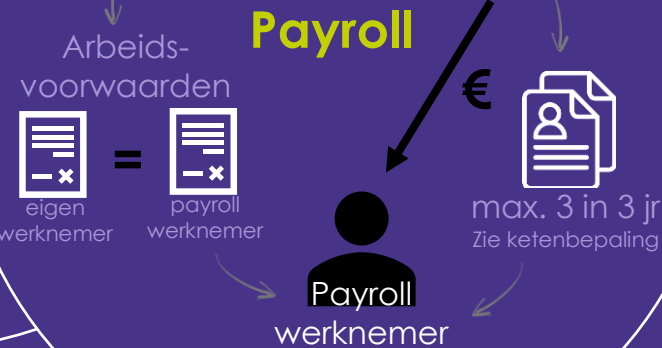 Payroll
Arbeids-
voorwaarden
€
=
eigen
werknemer
payroll
werknemer
max. 3 in 3 jr
Zie ketenbepaling
Payroll
werknemer